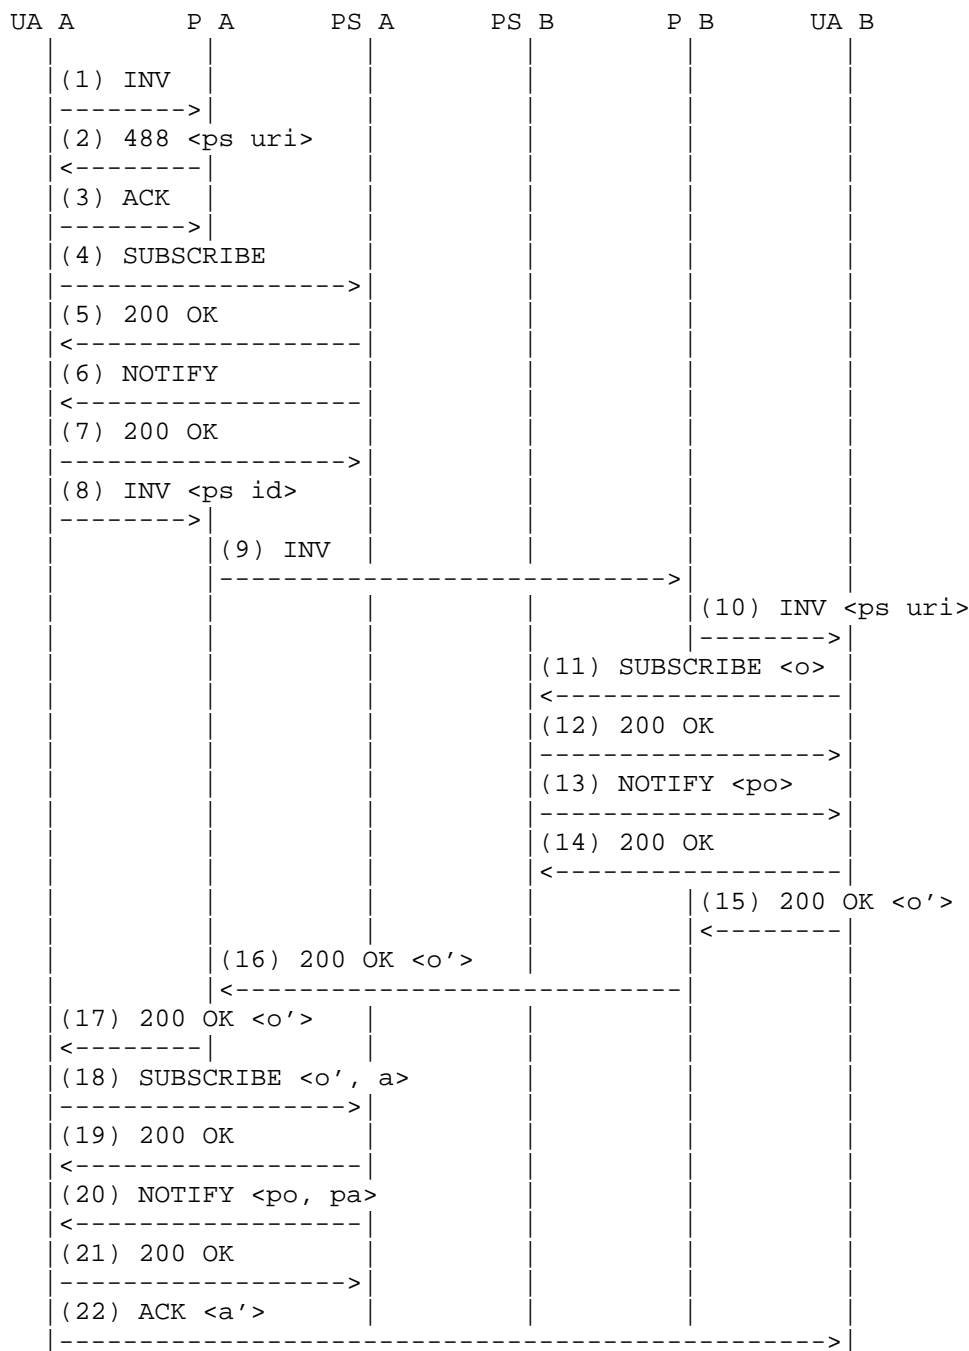 UA A P A PS A PS B P B UA B
(1) INV
(2) 488 <ps uri>
(3) ACK
(4) SUBSCRIBE
(5) 200 OK
(6) NOTIFY
(7) 200 OK
(8) INV <ps id>
(9) INV
(10) INV <ps uri>
(11) SUBSCRIBE <o>
(12) 200 OK
(13) NOTIFY <po>
(14) 200 OK
(15) 200 OK <o'>
(16) 200 OK <o'>
(17) 200 OK <o'>
(18) SUBSCRIBE <o', a>
(19) 200 OK
(20) NOTIFY <po, pa>
(21) 200 OK
(22) ACK <a'>